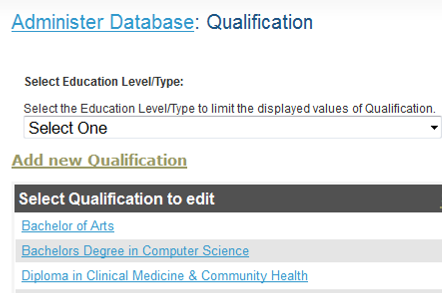 Administer Database: Qualification
Select Education Level/Type:
Select the Education Level/Type to limit the displayed values of Qualification.
Select One
Add new Qualification
Select Qualification to edit
Bachelor of Arts
Bachelors Degree in Computer Science
Diploma in Clinical Medicine & Community Health